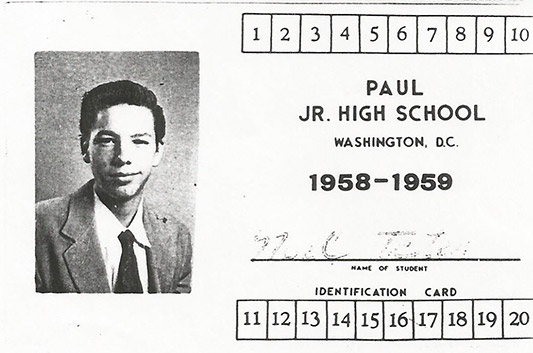 1 2 3 4 5 6 7 8 9 10
PAUL
JR. HIGH SCHOOL
WASHINGTON, D.C.
1958-1959
NAME OF STUDENT
IDENTIFICATION CARD
11 12 13 14 15 16 17 18 19 20